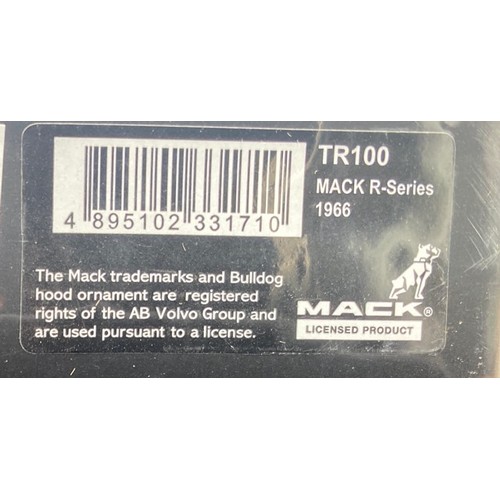 TR100
MACK R-Series
1966
4 895102 331710
The Mack trademarks and Bulldog
hood ornament are registered
rights of the AB Volvo Group and
are used pursuant to a license.
MACK®
LICENSED PRODUCT